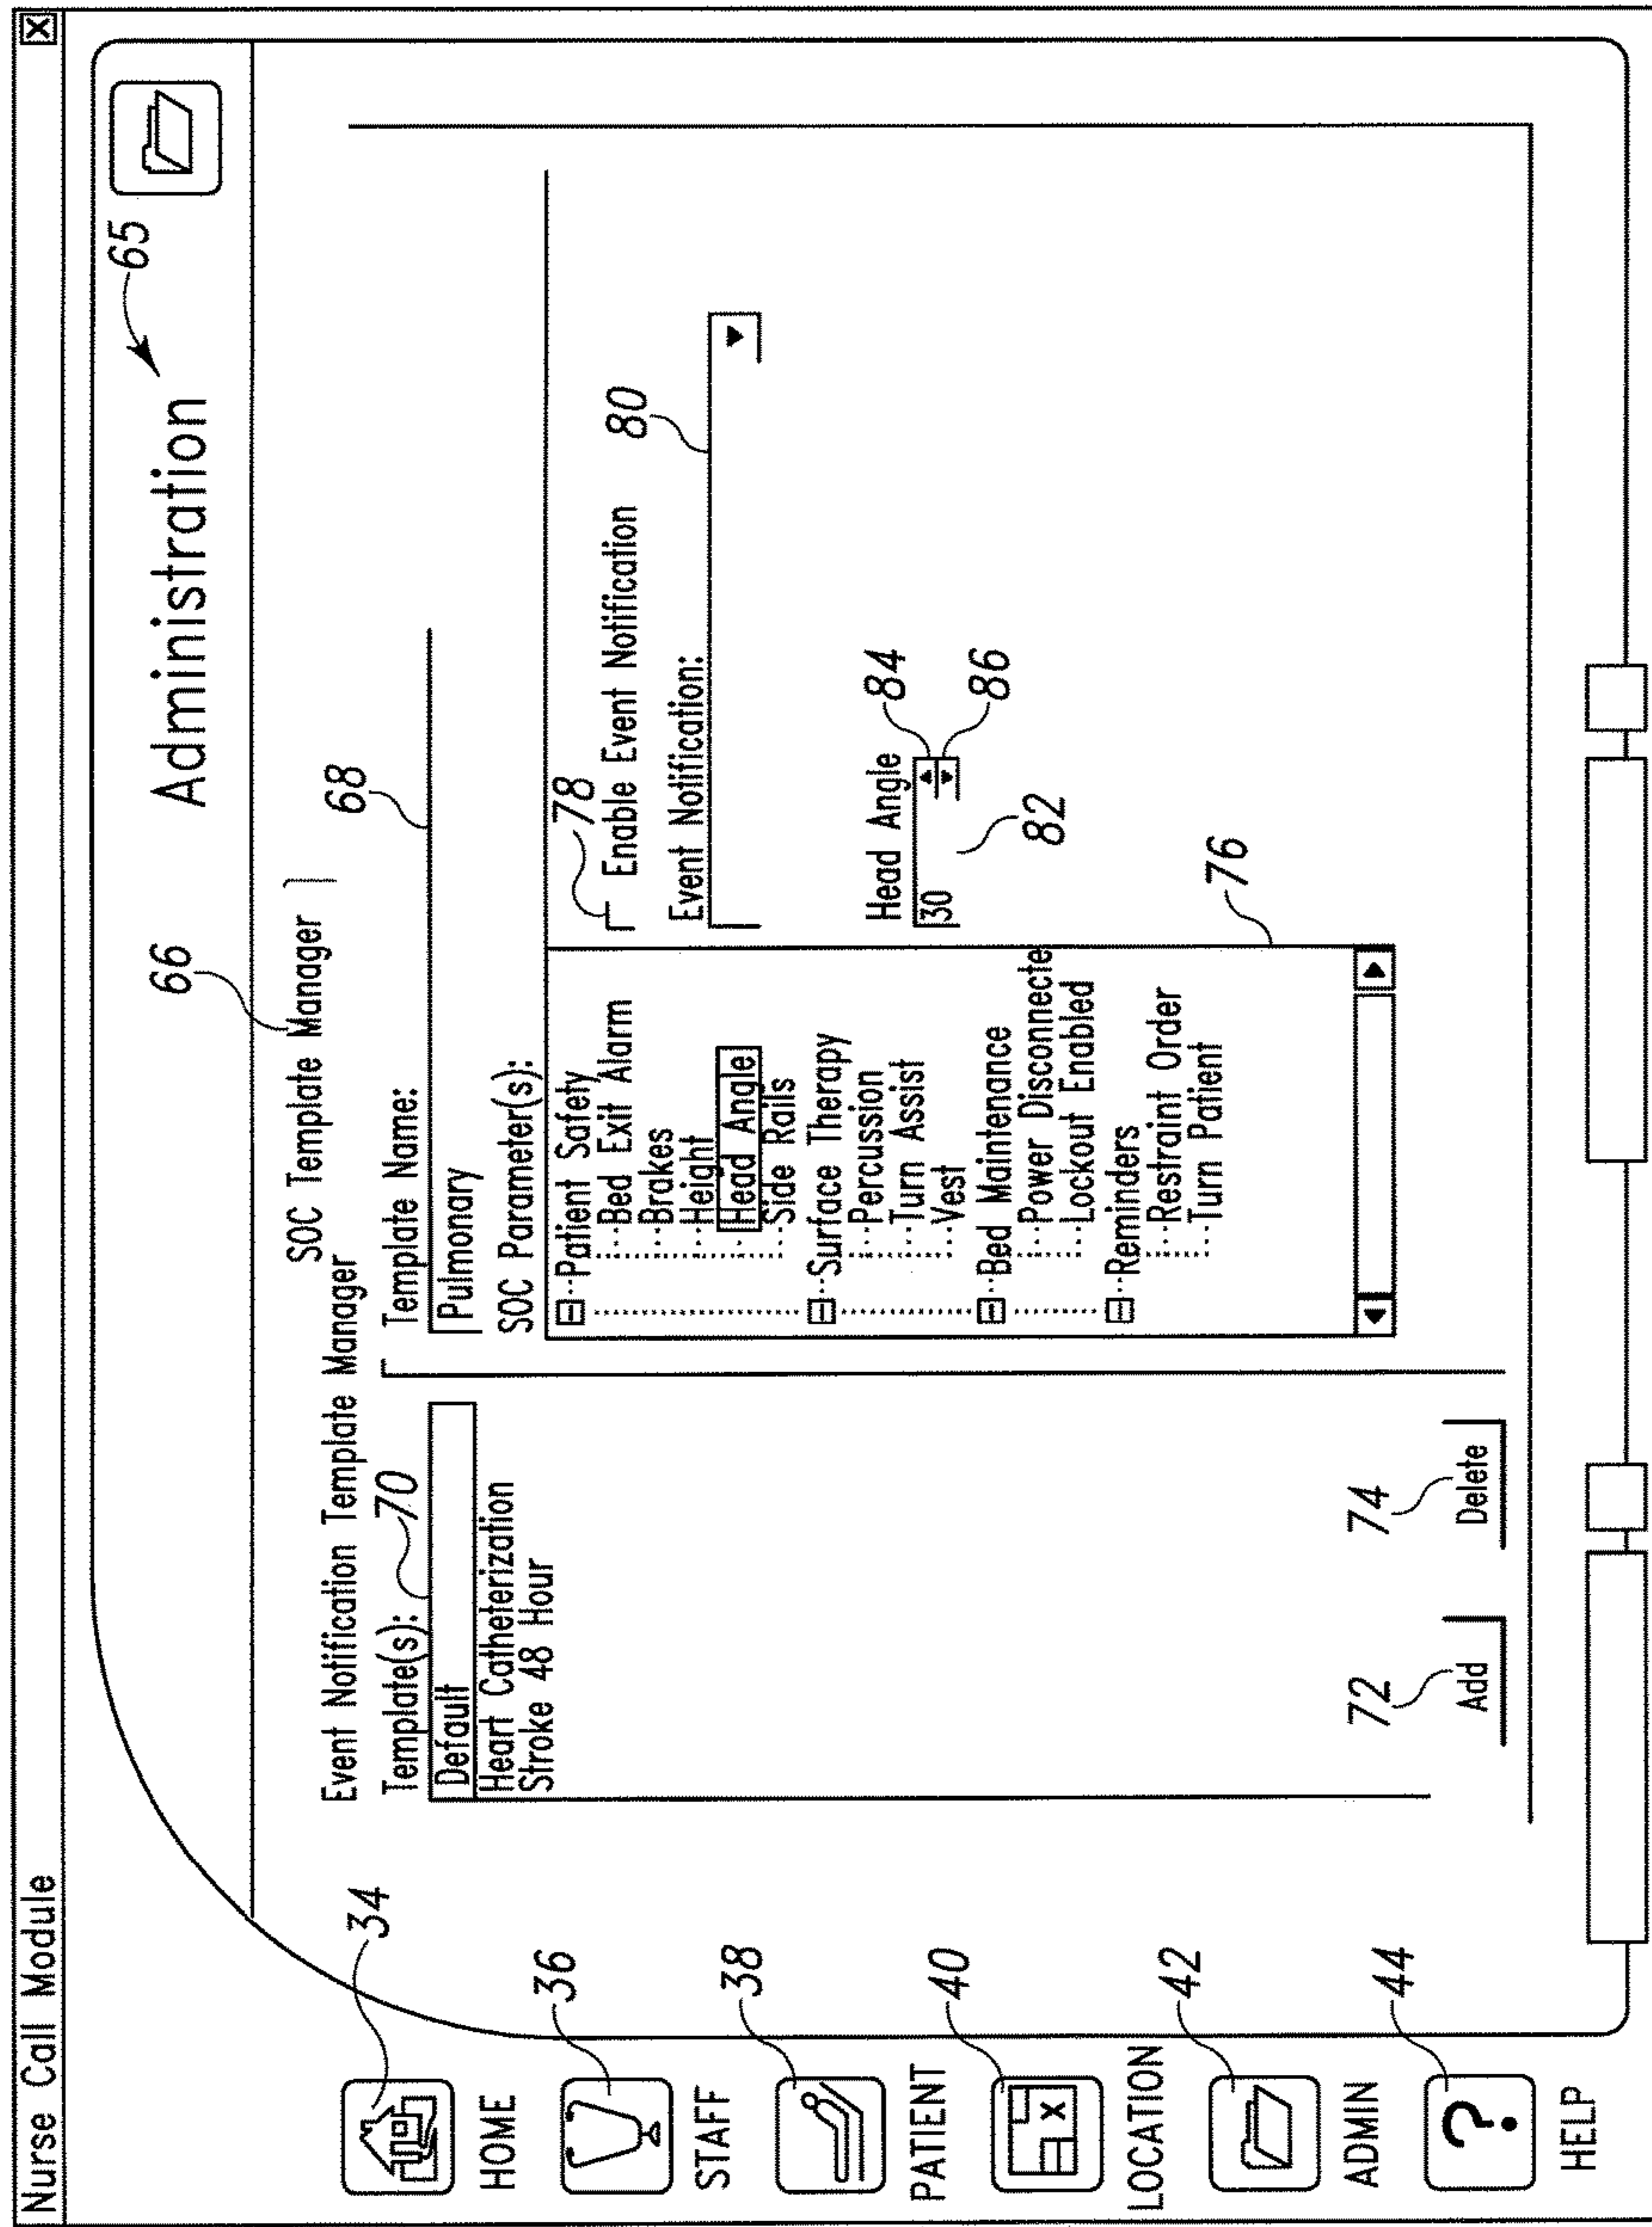 Nurse Call Module
X
34
HOME
36
STAFF
38
PATIENT
40
X
LOCATION
42
ADMIN
44
?
HELP
Administration
65
66
SOC Template Manager
Event Notification Template Manager
Template(s):
70
Default
Heart Catheterization
Stroke 48 Hour
72
Add
74
Delete
Template Name:
68
Pulmonary
SOC Parameter(s):
Patient Safety
Bed Exit Alarm
Brakes
Height
Head Angle
Side Rails
Surface Therapy
Percussion
Turn Assist
Vest
Bed Maintenance
Power Disconnecte
Lockout Enabled
Reminders
Restraint Order
Turn Patient
76
78
Enable Event Notification
Event Notification:
80
Head Angle
30
84
86
82